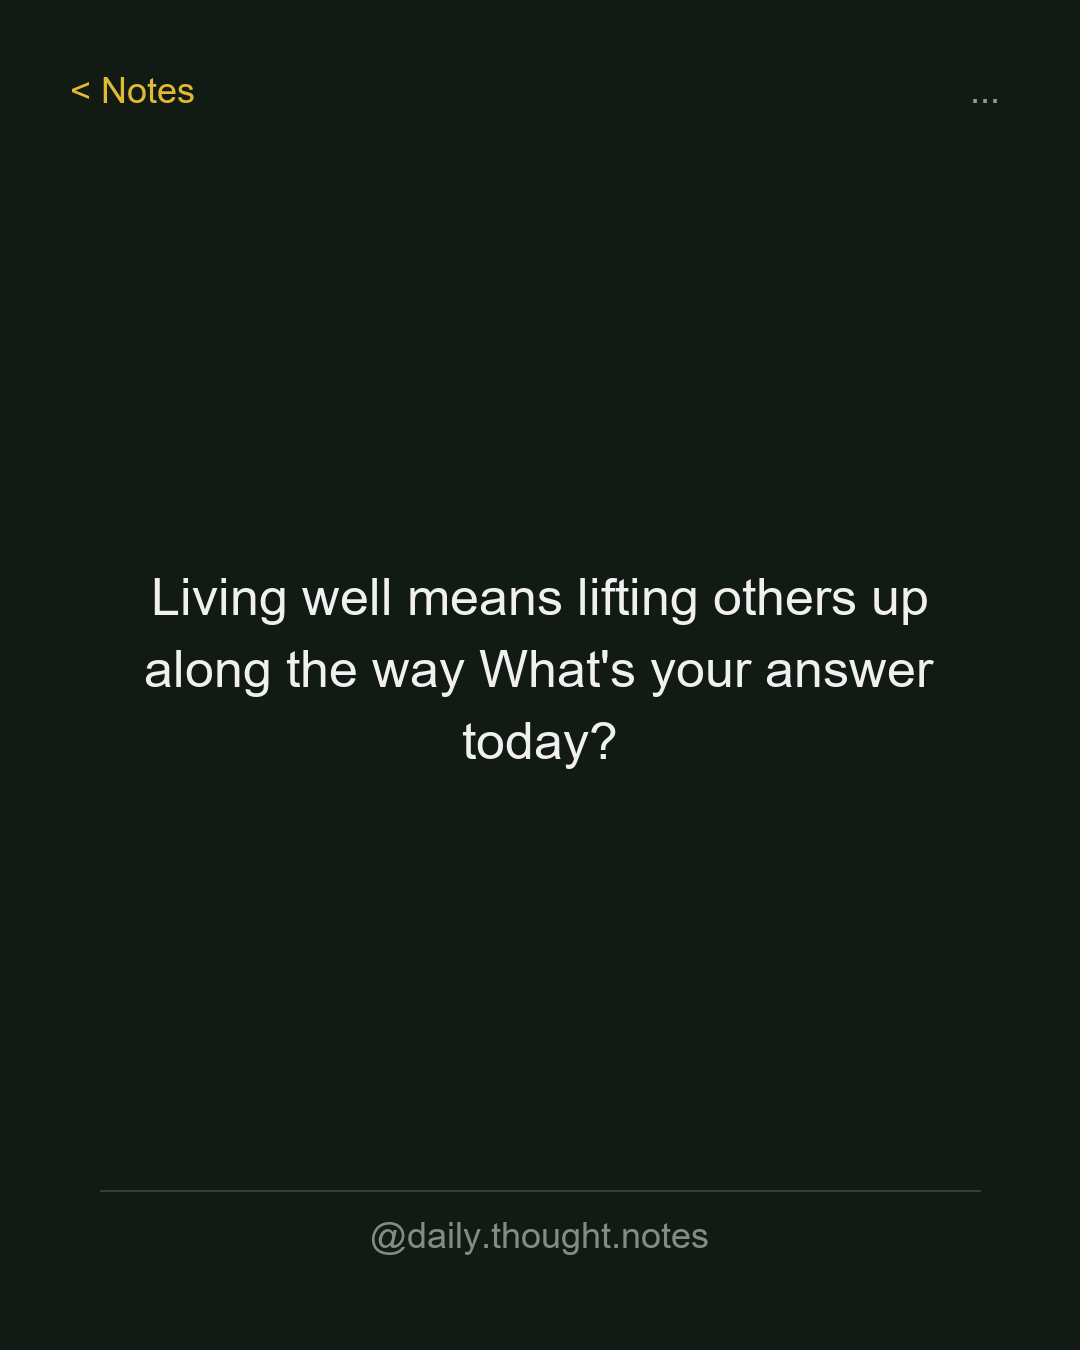 < Notes
...
Living well means lifting others up
along the way What's your answer
today?
@daily.thought.notes